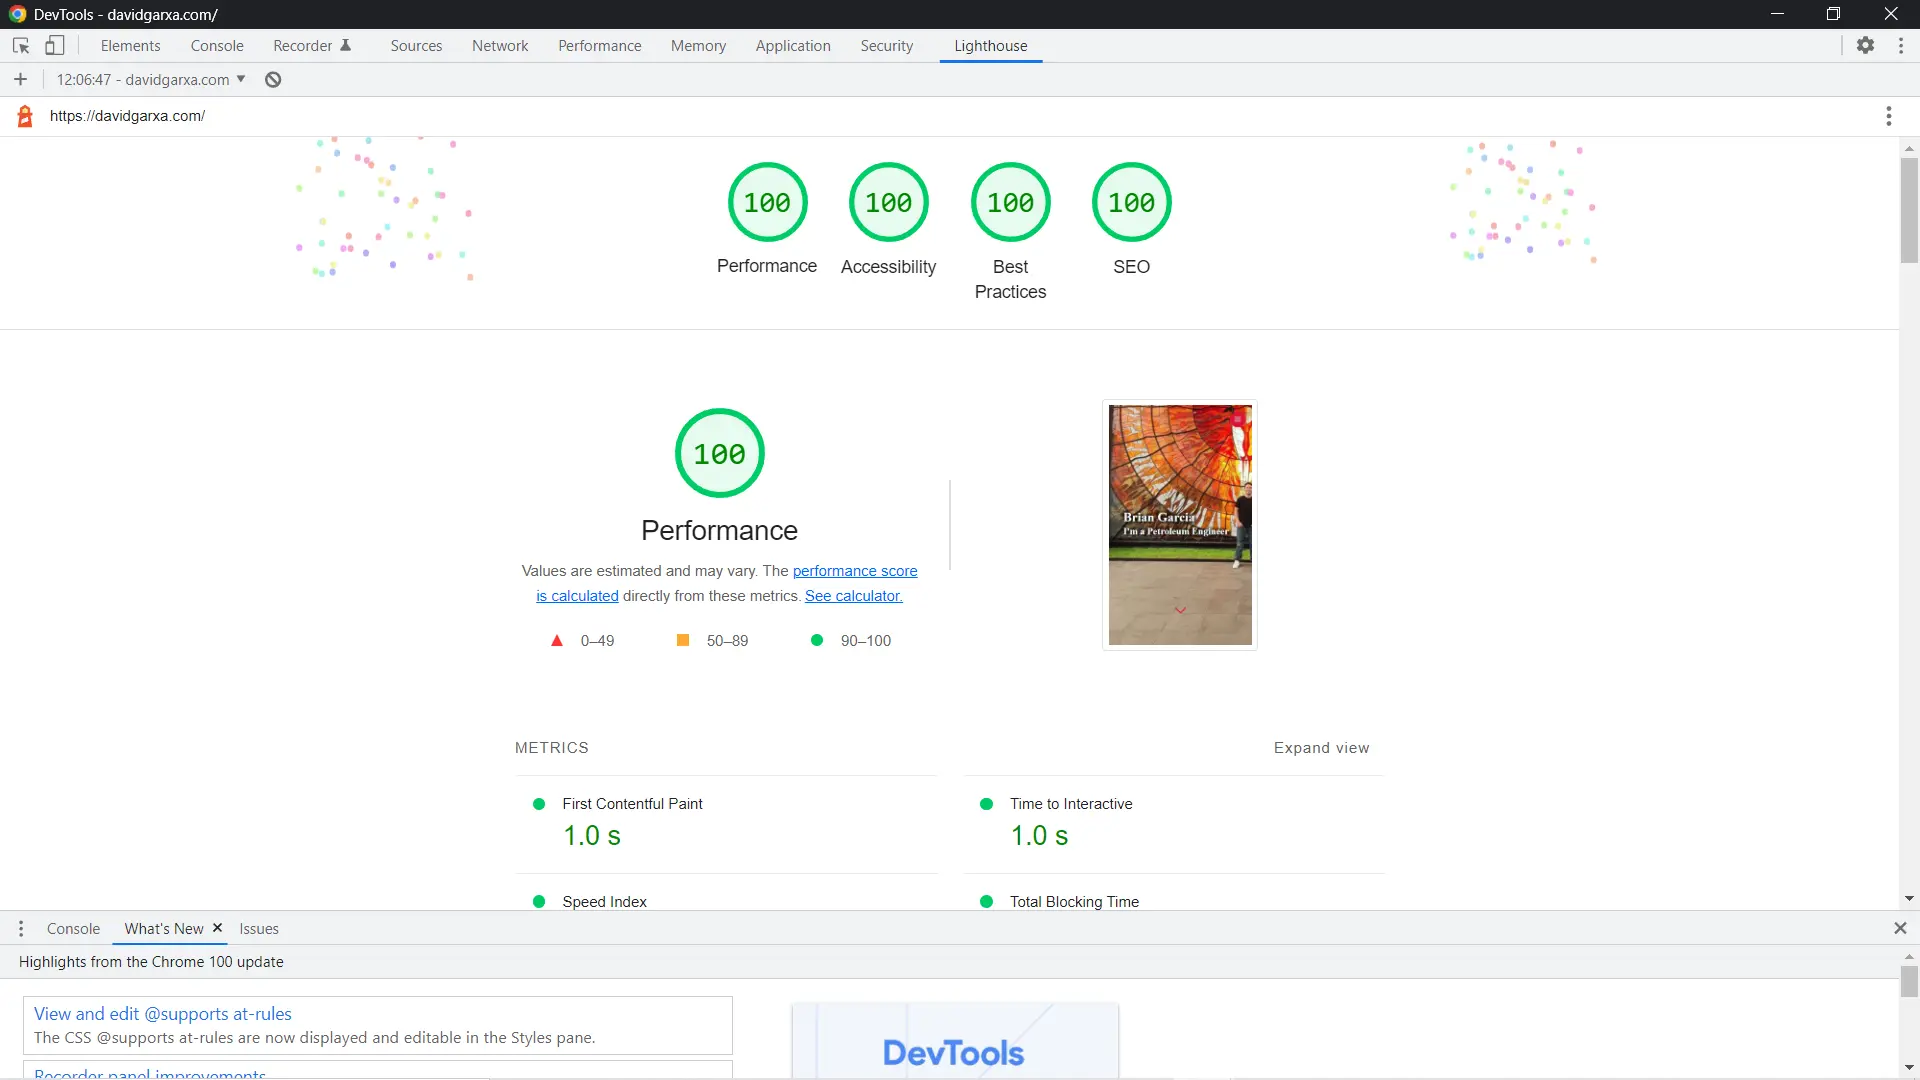 DevTools - davidgarxa.com/
Elements Console Recorder Sources Network Performance Memory Application Security Lighthouse
12:06:47 - davidgarxa.com
https://davidgarxa.com/
100 100 100 100
Performance Accessibility Best Practices SEO
100
Performance
Values are estimated and may vary. The performance score
is calculated directly from these metrics. See calculator.
0–49 50–89 90–100
Brian Garcia
I'm a Petroleum Engineer
METRICS Expand view
First Contentful Paint
1.0 s
Time to Interactive
1.0 s
Speed Index
Total Blocking Time
Console What's New Issues
Highlights from the Chrome 100 update
View and edit @supports at-rules
The CSS @supports at-rules are now displayed and editable in the Styles pane.
Recorder panel improvements
DevTools